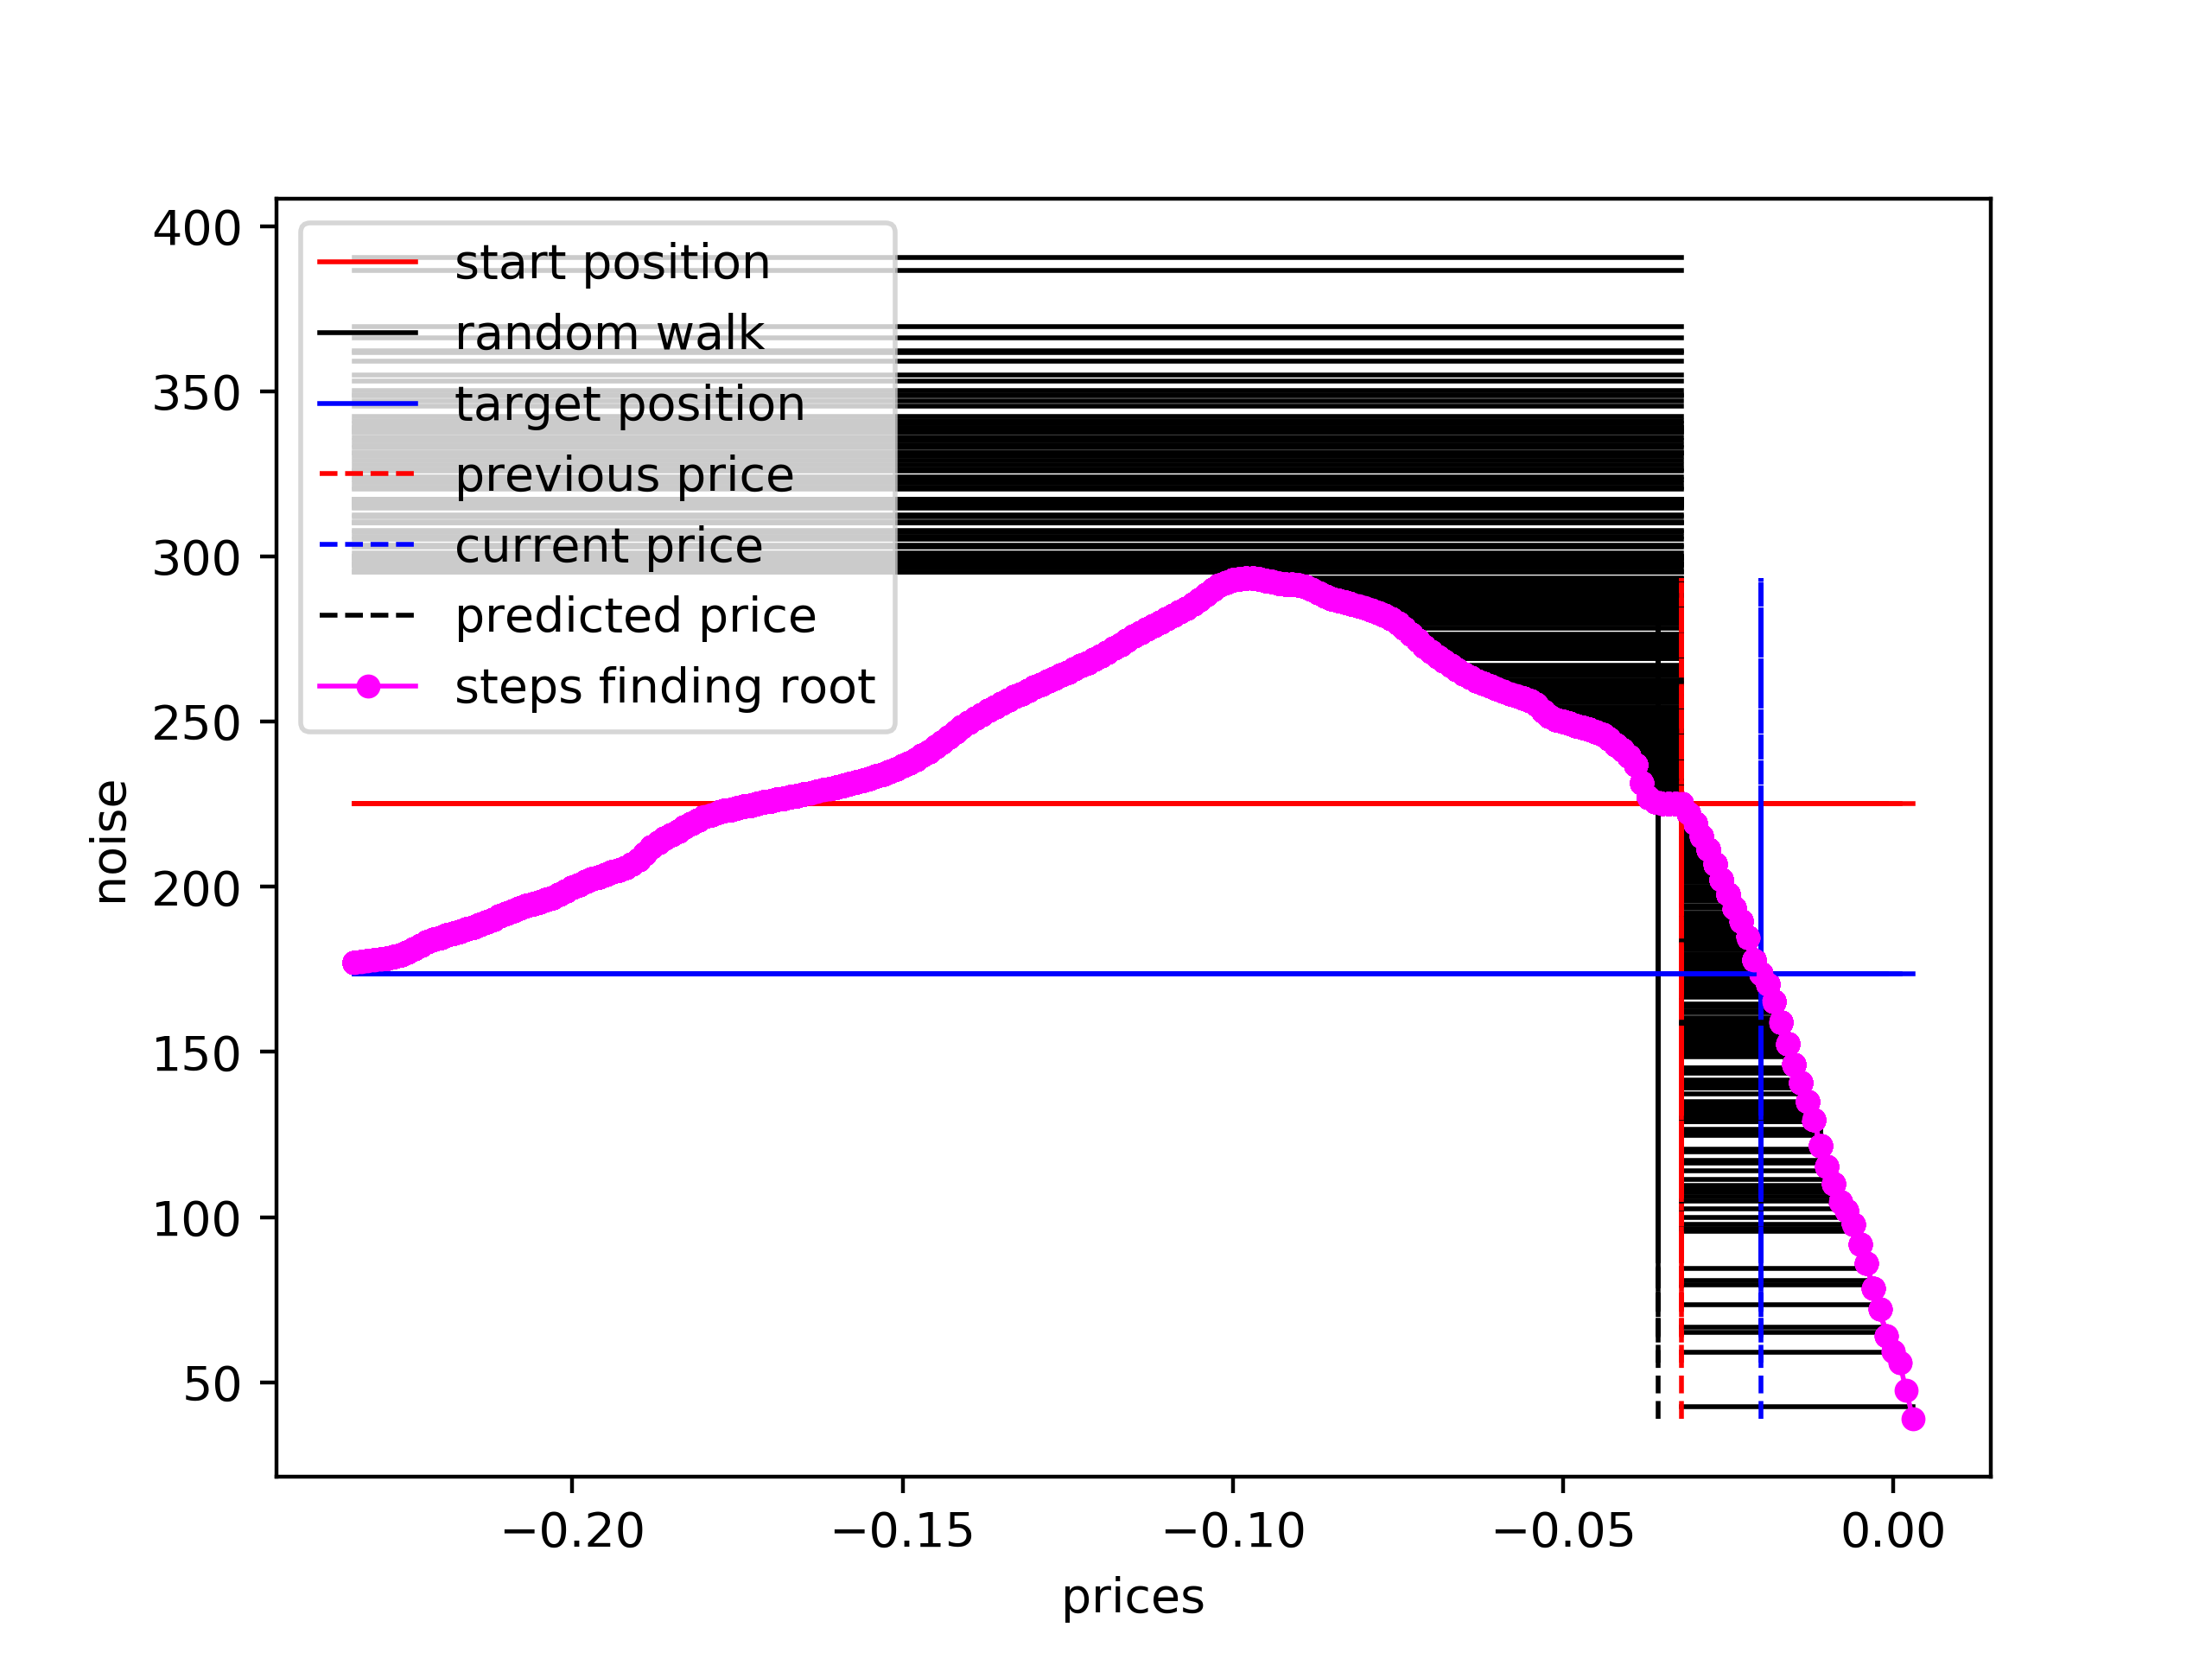 400
350
300
250
200
150
100
50
noise
start position
random walk
target position
previous price
current price
predicted price
steps finding root
−0.20
−0.15
−0.10
−0.05
0.00
prices